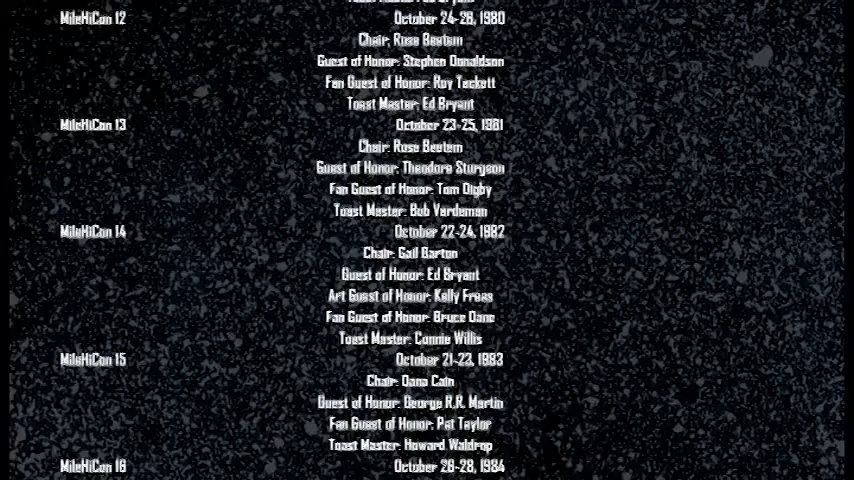 MileHiCon 12 October 24-26, 1980
Chair: Rose Beetem
Guest of Honor: Stephen Donaldson
Fan Guest of Honor: Roy Tackett
Toast Master: Ed Bryant
MileHiCon 13 October 23-25, 1981
Chair: Rose Beetem
Guest of Honor: Theodore Sturgeon
Fan Guest of Honor: Tom Digby
Toast Master: Bob Vardeman
MileHiCon 14 October 22-24, 1982
Chair: Gail Barton
Guest of Honor: Ed Bryant
Art Guest of Honor: Kelly Freas
Fan Guest of Honor: Bruce Dane
Toast Master: Connie Willis
MileHiCon 15 October 21-23, 1983
Chair: Dana Cain
Guest of Honor: George R.R. Martin
Fan Guest of Honor: Pat Taylor
Toast Master: Howard Waldrop
MileHiCon 16 October 26-28, 1984